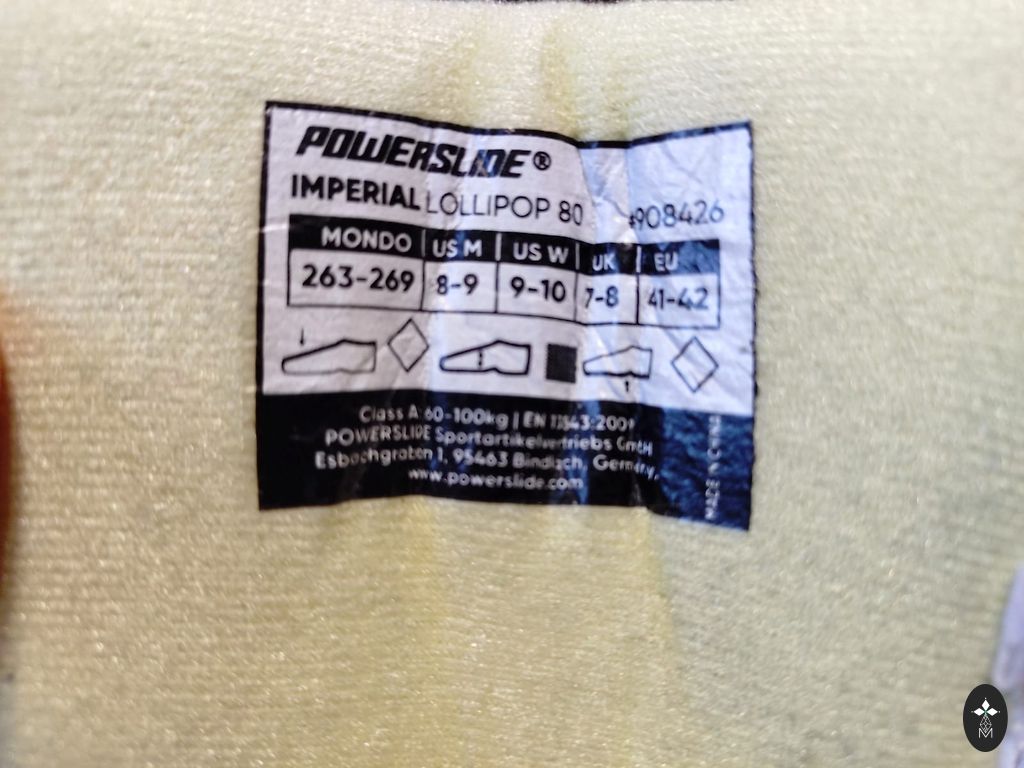 POWERSLIDE®
IMPERIAL LOLLIPOP 80 #908426
MONDO US M US W UK EU
263-269 8-9 9-10 7-8 41-42
Class A 60-100kg | EN 13843:2009
POWERSLIDE Sportartikelvertriebs GmbH
Esbachgraben 1, 95463 Bindlach, Germany,
www.powerslide.com
MADE IN CHINA
M